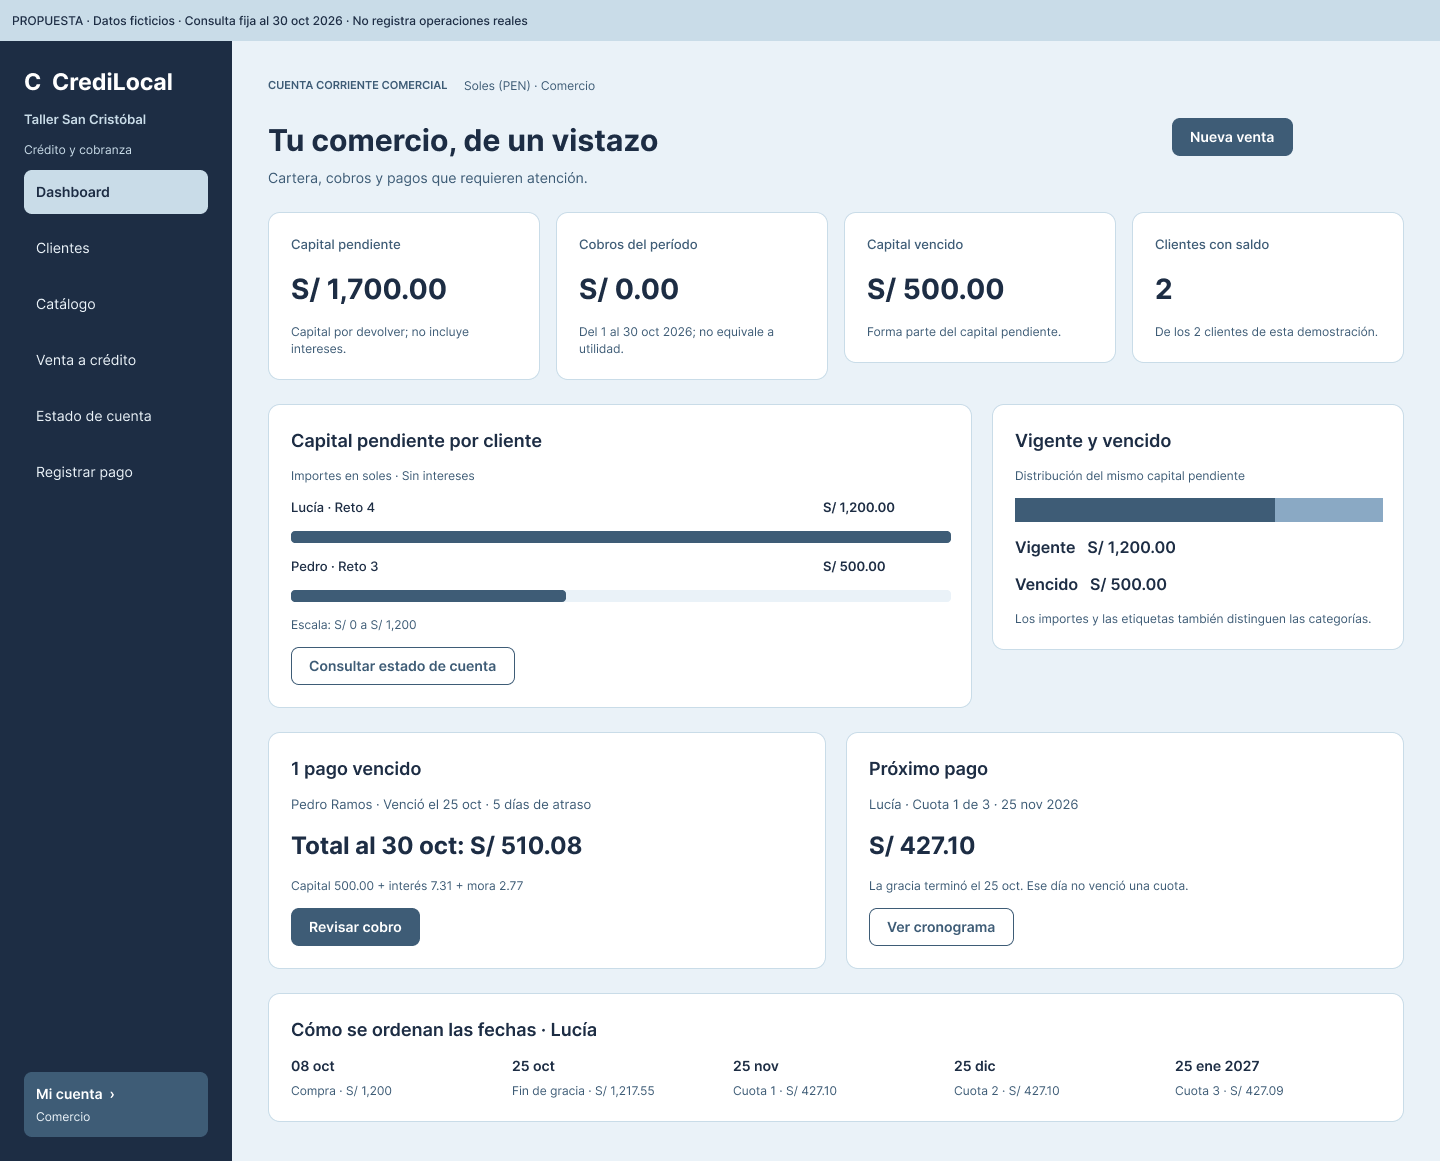 PROPUESTA · Datos ficticios · Consulta fija al 30 oct 2026 · No registra operaciones reales
C CrediLocal
Taller San Cristóbal
Crédito y cobranza
Dashboard
Clientes
Catálogo
Venta a crédito
Estado de cuenta
Registrar pago
Mi cuenta ›
Comercio
CUENTA CORRIENTE COMERCIAL Soles (PEN) · Comercio
Tu comercio, de un vistazo
Nueva venta
Cartera, cobros y pagos que requieren atención.
Capital pendiente
S/ 1,700.00
Capital por devolver; no incluye
intereses.
Cobros del período
S/ 0.00
Del 1 al 30 oct 2026; no equivale a
utilidad.
Capital vencido
S/ 500.00
Forma parte del capital pendiente.
Clientes con saldo
2
De los 2 clientes de esta demostración.
Capital pendiente por cliente
Importes en soles · Sin intereses
Lucía · Reto 4 S/ 1,200.00
Pedro · Reto 3 S/ 500.00
Escala: S/ 0 a S/ 1,200
Consultar estado de cuenta
Vigente y vencido
Distribución del mismo capital pendiente
Vigente S/ 1,200.00
Vencido S/ 500.00
Los importes y las etiquetas también distinguen las categorías.
1 pago vencido
Pedro Ramos · Venció el 25 oct · 5 días de atraso
Total al 30 oct: S/ 510.08
Capital 500.00 + interés 7.31 + mora 2.77
Revisar cobro
Próximo pago
Lucía · Cuota 1 de 3 · 25 nov 2026
S/ 427.10
La gracia terminó el 25 oct. Ese día no venció una cuota.
Ver cronograma
Cómo se ordenan las fechas · Lucía
08 oct
Compra · S/ 1,200
25 oct
Fin de gracia · S/ 1,217.55
25 nov
Cuota 1 · S/ 427.10
25 dic
Cuota 2 · S/ 427.10
25 ene 2027
Cuota 3 · S/ 427.09